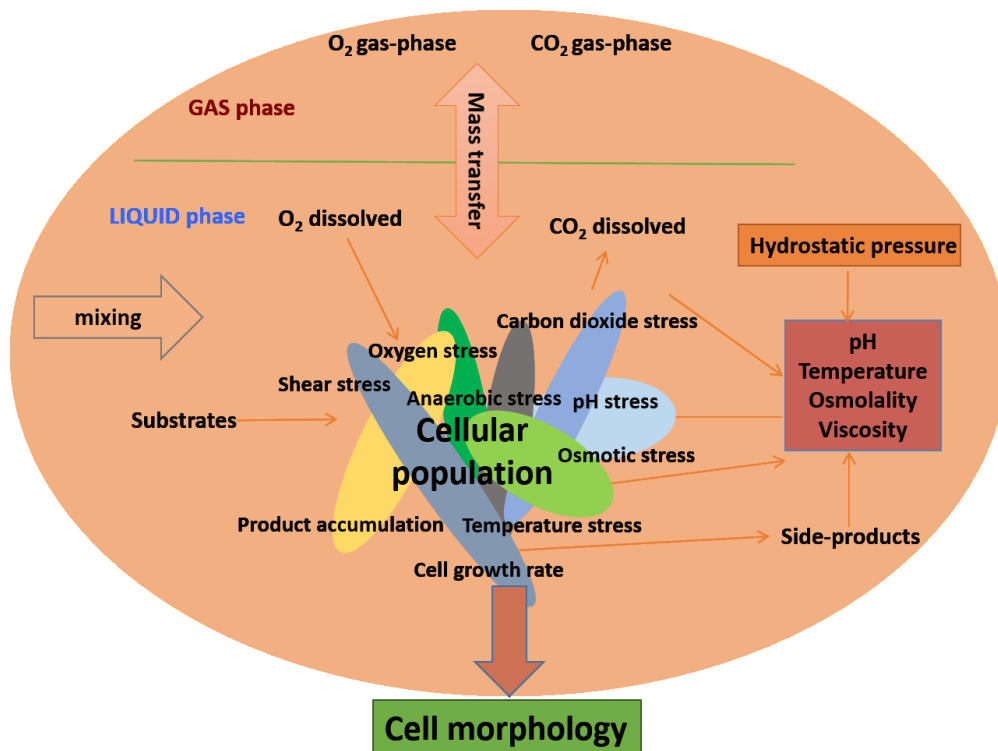 O₂ gas-phase
CO₂ gas-phase
GAS phase
Mass transfer
LIQUID phase
O₂ dissolved
CO₂ dissolved
Hydrostatic pressure
mixing
Carbon dioxide stress
Oxygen stress
Shear stress
Anaerobic stress
pH stress
pH
Temperature
Osmolality
Viscosity
Substrates
Cellular
population
Osmotic stress
Product accumulation
Temperature stress
Side-products
Cell growth rate
Cell morphology